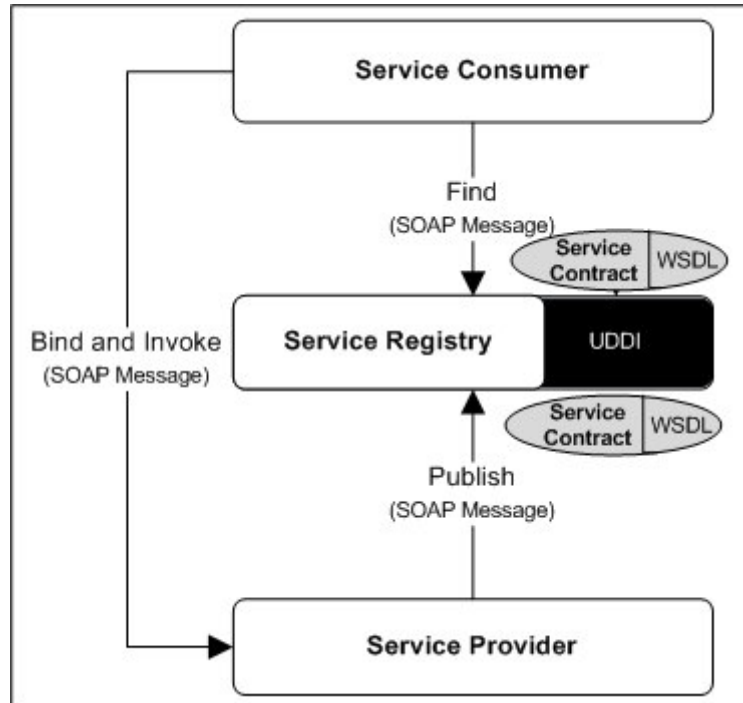 Service Consumer
Find
(SOAP Message)
Service
Contract
WSDL
Service Registry
UDDI
Bind and Invoke
(SOAP Message)
Service
Contract
WSDL
Publish
(SOAP Message)
Service Provider